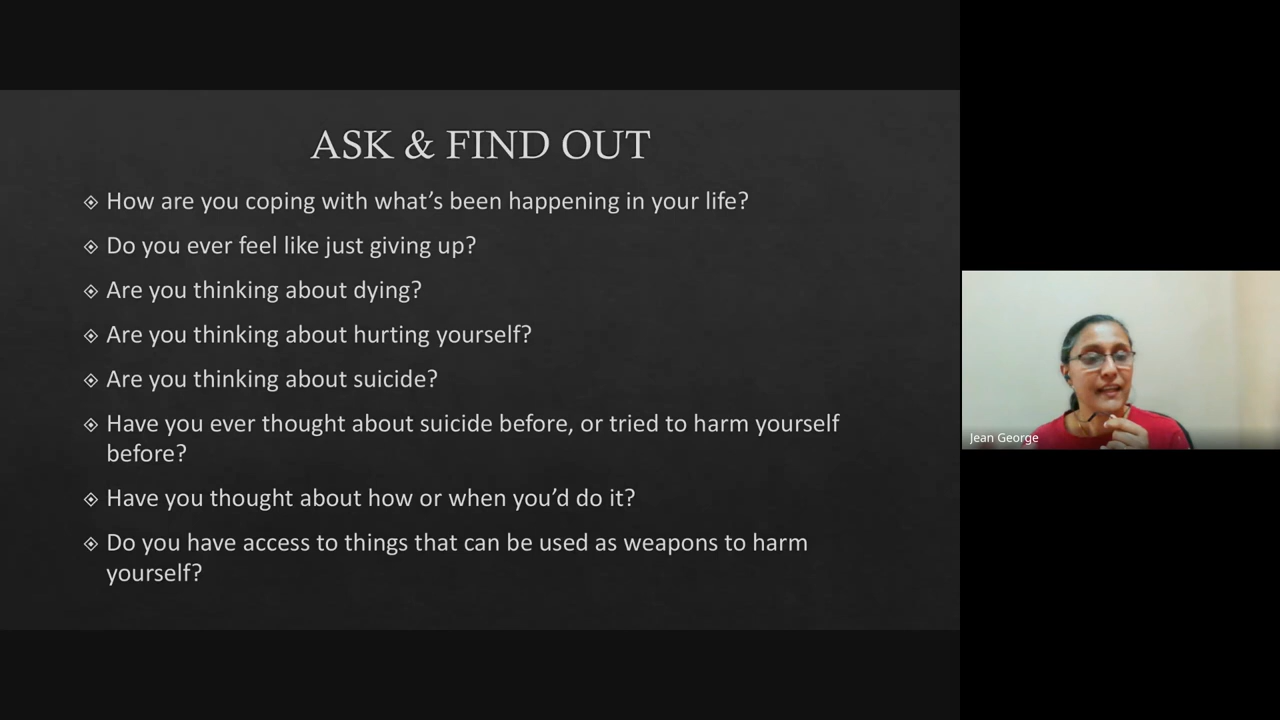 ASK & FIND OUT
How are you coping with what’s been happening in your life?
Do you ever feel like just giving up?
Are you thinking about dying?
Are you thinking about hurting yourself?
Are you thinking about suicide?
Have you ever thought about suicide before, or tried to harm yourself
before?
Have you thought about how or when you’d do it?
Do you have access to things that can be used as weapons to harm
yourself?
Jean George